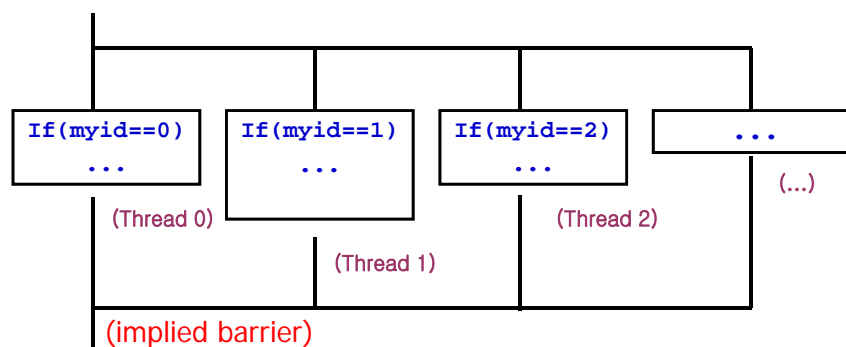 If(myid==0)
...
(Thread 0)
If(myid==1)
...
(Thread 1)
If(myid==2)
...
(Thread 2)
...
(...)
(implied barrier)